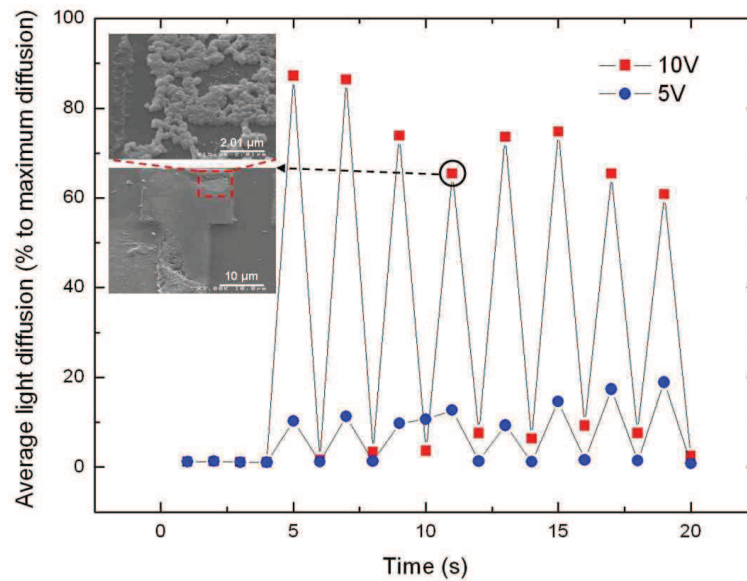 100
80
60
40
20
0
Average light diffusion (% to maximum diffusion)
10V
5V
2.01 μm
10 μm
0 5 10 15 20
Time (s)